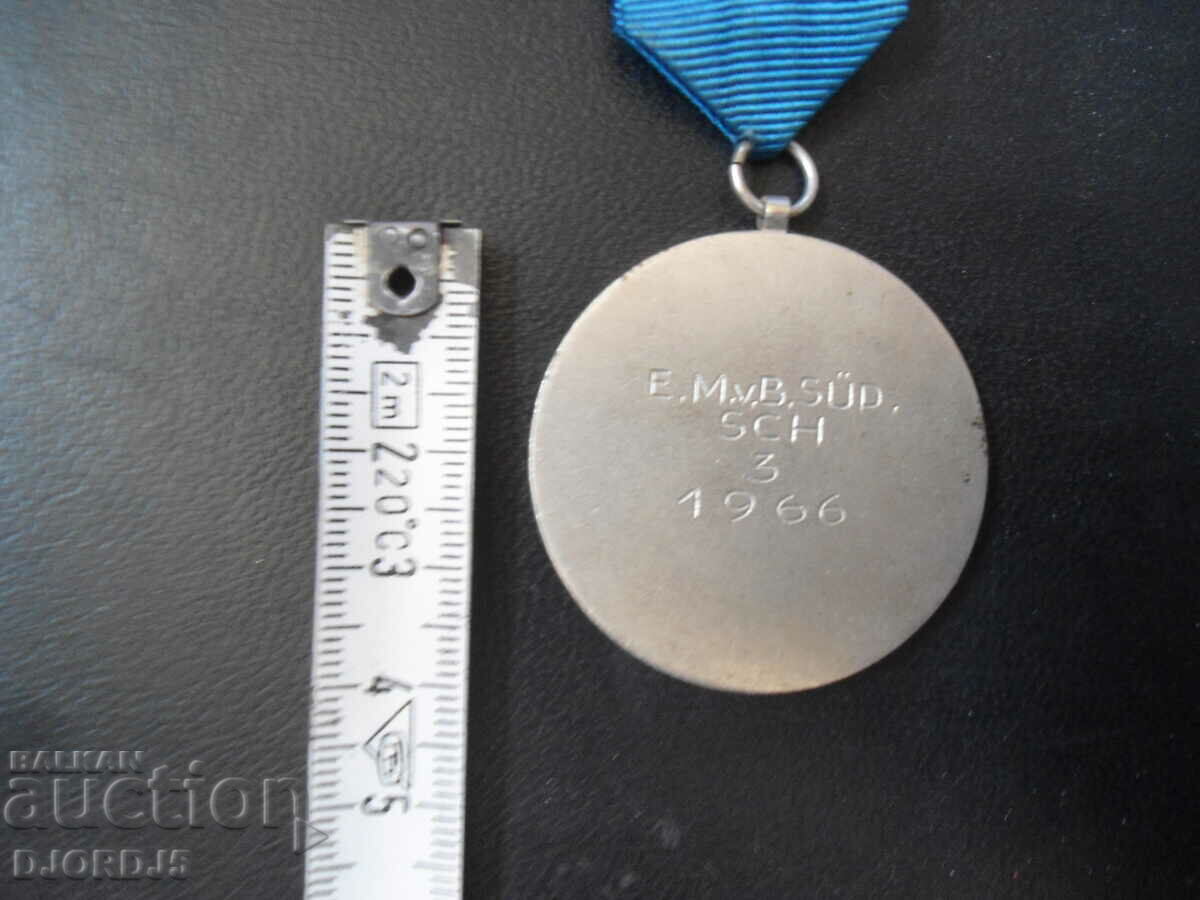 E.M.v.B.SÜD.
SCH
3
1966
2m
220°C3
4
5
BALKAN
auction
DJORDJ5